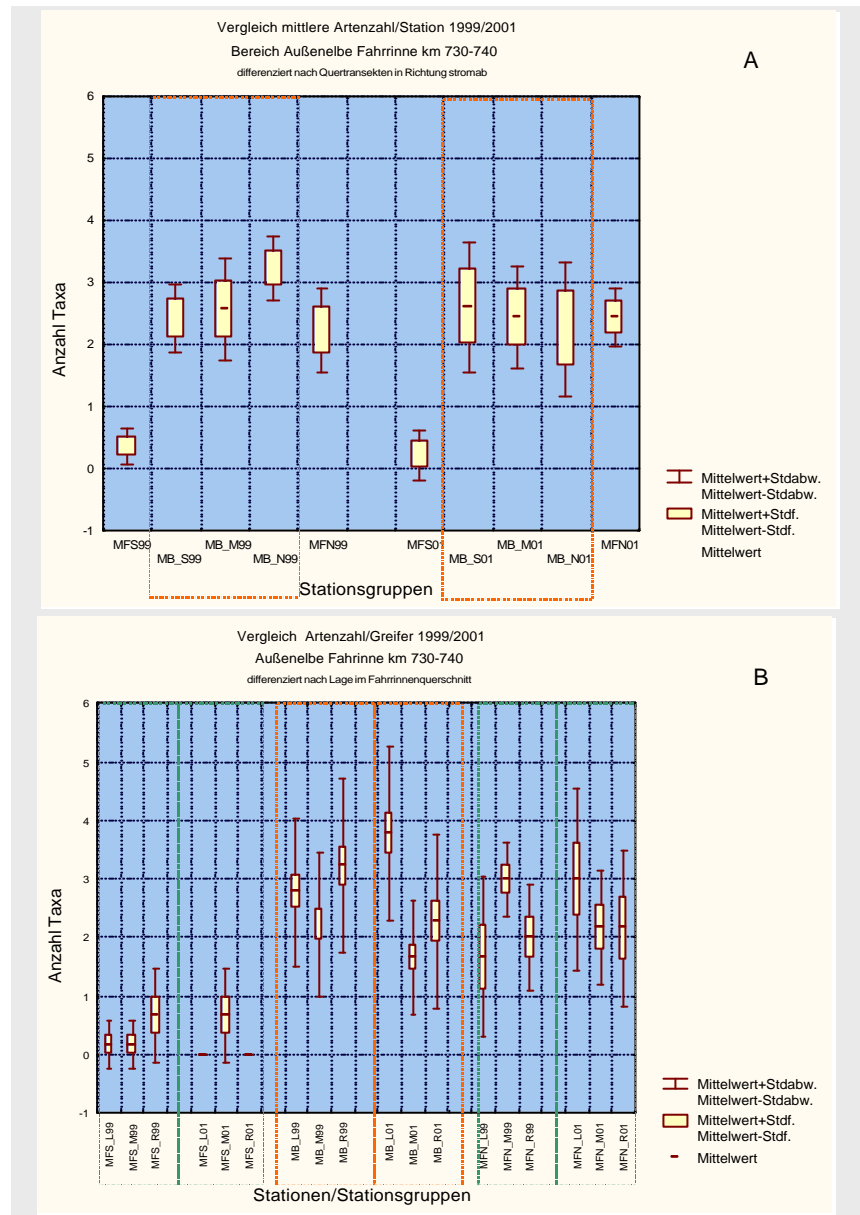 Vergleich mittlere Artenzahl/Station 1999/2001
Bereich Außenelbe Fahrrinne km 730-740
differenziert nach Quertransekten in Richtung stromab
A
Anzahl Taxa
6
5
4
3
2
1
0
-1
MFS99
MB_S99
MB_M99
MB_N99
MFN99
MFS01
MB_S01
MB_M01
MB_N01
MFN01
Stationsgruppen
Mittelwert+Stdabw.
Mittelwert-Stdabw.
Mittelwert+Stdf.
Mittelwert-Stdf.
Mittelwert
Vergleich Artenzahl/Greifer 1999/2001
Außenelbe Fahrinne km 730-740
differenziert nach Lage im Fahrrinnenquerschnitt
B
Anzahl Taxa
6
5
4
3
2
1
0
-1
MFS_L99
MFS_M99
MFS_R99
MFS_L01
MFS_M01
MFS_R01
MB_L99
MB_M99
MB_R99
MB_L01
MB_M01
MB_R01
MFN_L99
MFN_M99
MFN_R99
MFN_L01
MFN_M01
MFN_R01
Stationen/Stationsgruppen
Mittelwert+Stdabw.
Mittelwert-Stdabw.
Mittelwert+Stdf.
Mittelwert-Stdf.
Mittelwert